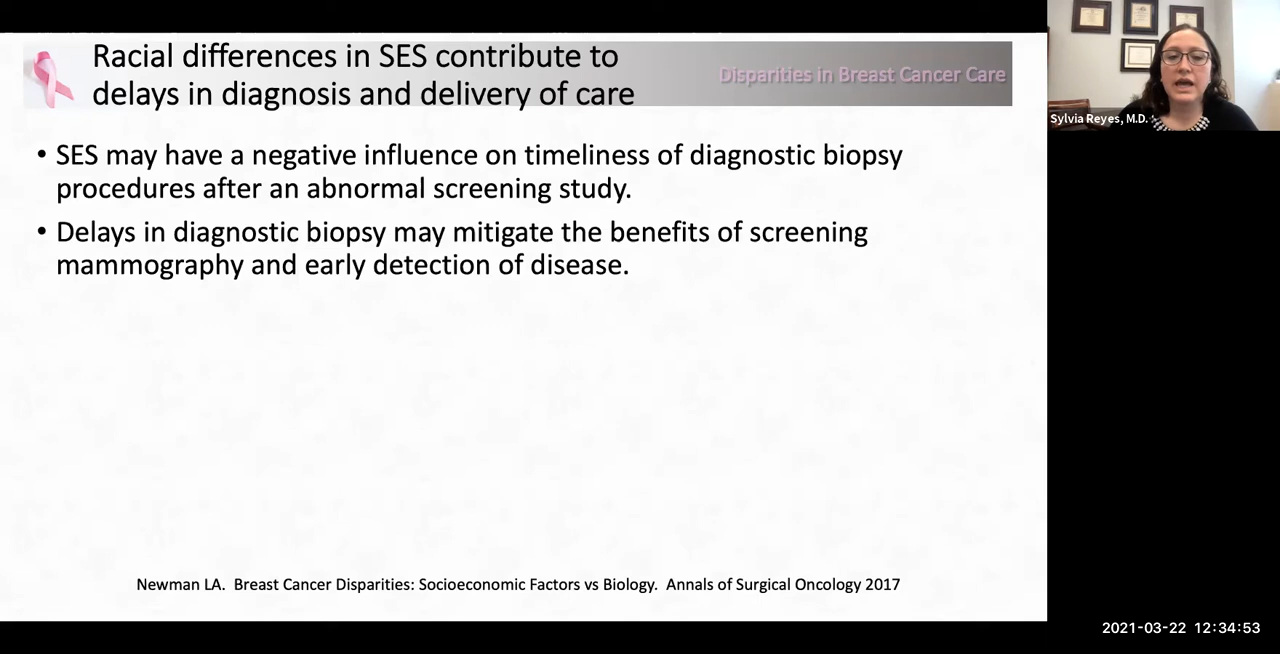 Racial differences in SES contribute to
delays in diagnosis and delivery of care
Disparities in Breast Cancer Care
• SES may have a negative influence on timeliness of diagnostic biopsy
procedures after an abnormal screening study.
• Delays in diagnostic biopsy may mitigate the benefits of screening
mammography and early detection of disease.
Newman LA.  Breast Cancer Disparities: Socioeconomic Factors vs Biology.  Annals of Surgical Oncology 2017
Sylvia Reyes, M.D.
2021-03-22 12:34:53